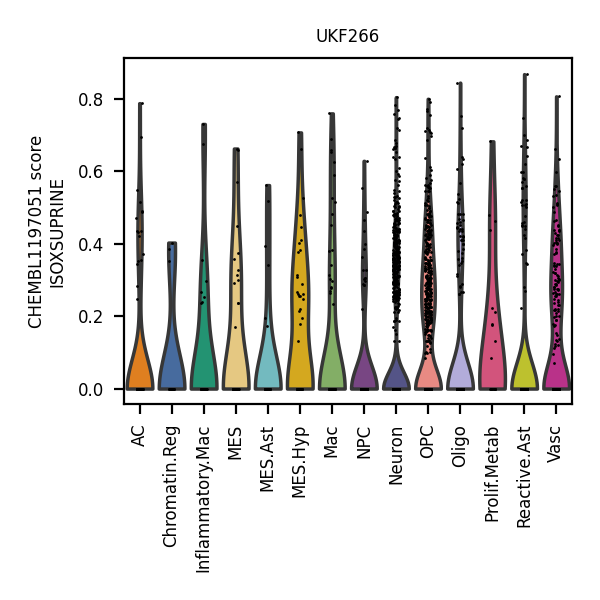 UKF266
CHEMBL1197051 score
ISOXSUPRINE
0.8
0.6
0.4
0.2
0.0
AC
Chromatin.Reg
Inflammatory.Mac
MES
MES.Ast
MES.Hyp
Mac
NPC
Neuron
OPC
Oligo
Prolif.Metab
Reactive.Ast
Vasc